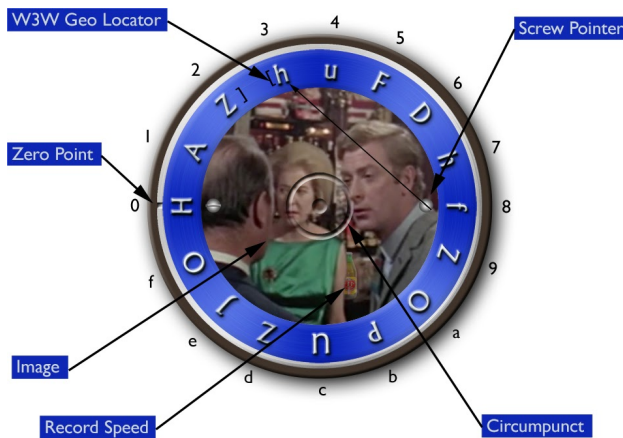 W3W Geo Locator
Screw Pointer
Zero Point
Image
Record Speed
Circumpunct
0
1
2
3
4
5
6
7
8
9
a
b
c
d
e
f
H A Z ] [ h u F D h f Z O P U Z J O